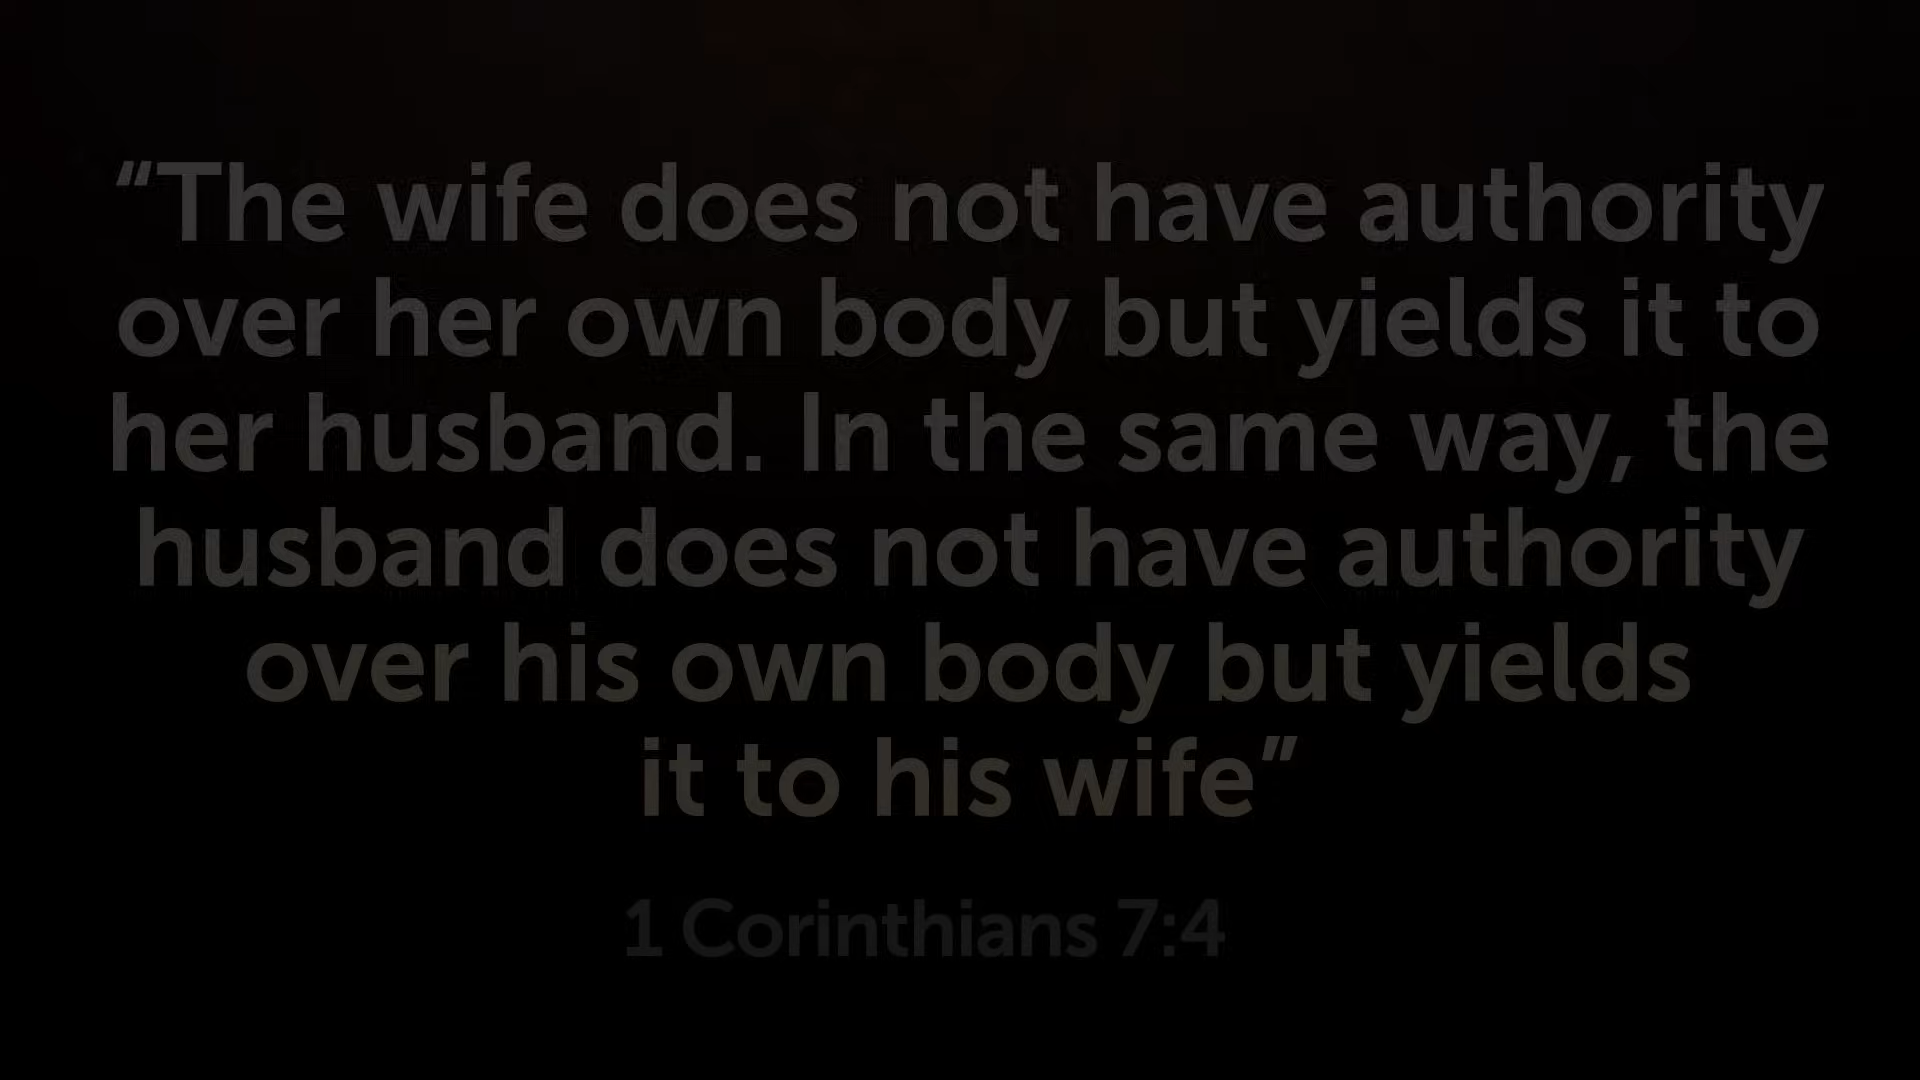 “The wife does not have authority
over her own body but yields it to
her husband. In the same way, the
husband does not have authority
over his own body but yields
it to his wife”
1 Corinthians 7:4